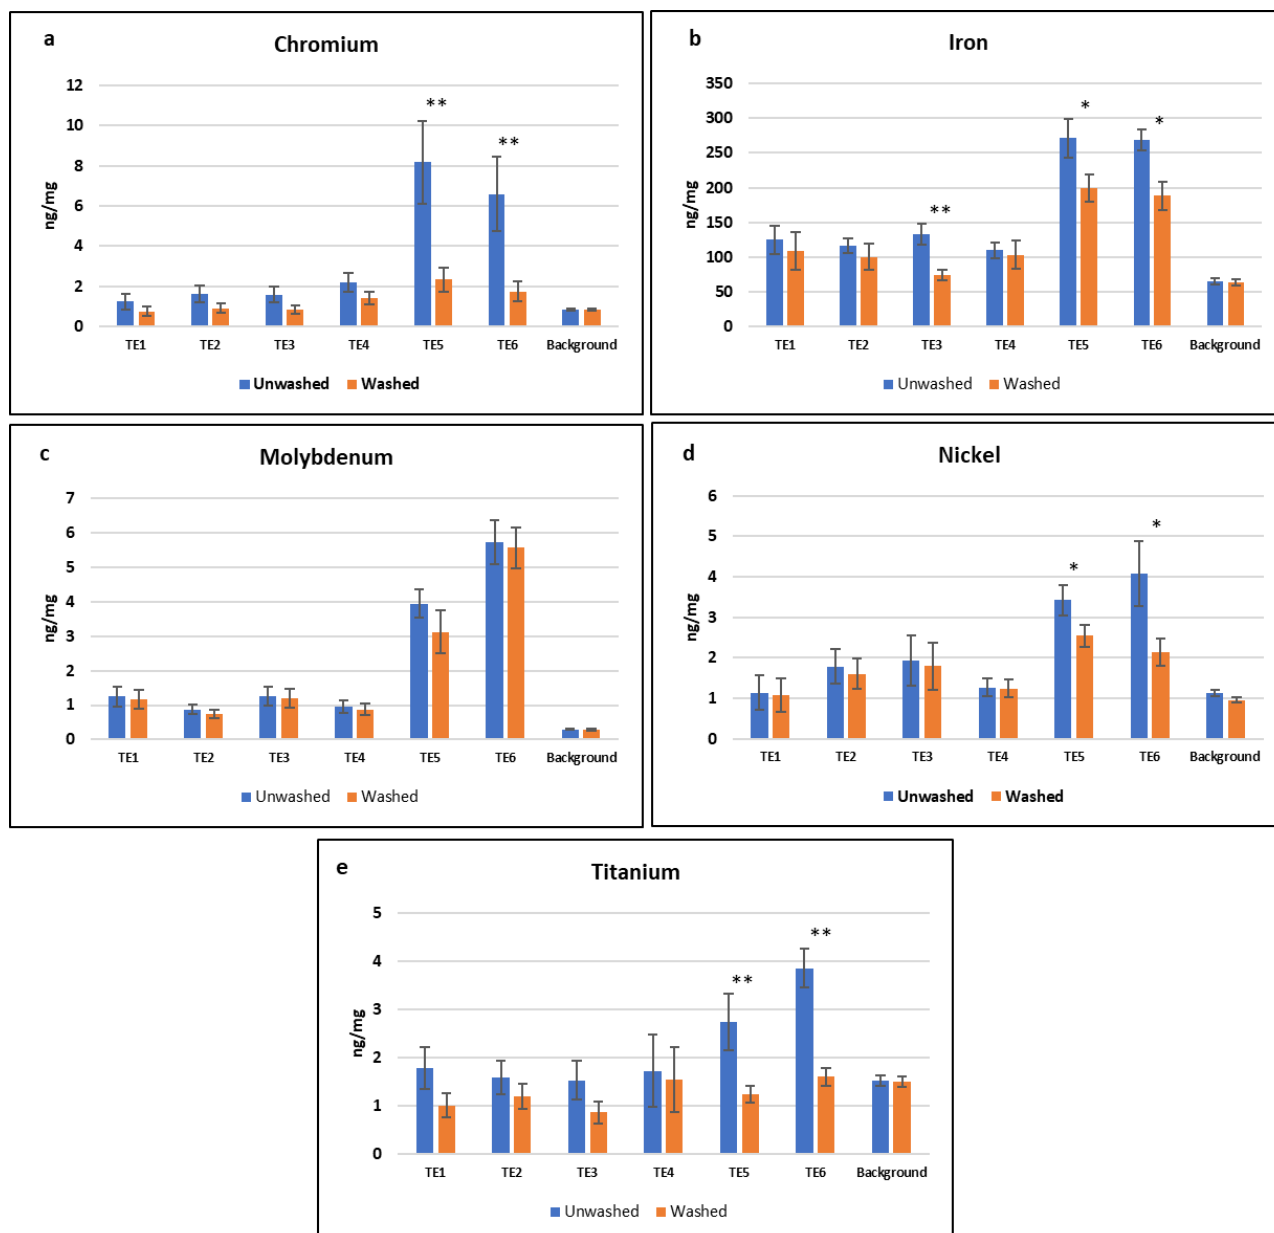 a
Chromium
12
10
8
6
4
2
0
ng/mg
**
**
TE1 TE2 TE3 TE4 TE5 TE6 Background
Unwashed Washed
b
Iron
350
300
250
200
150
100
50
0
ng/mg
**
*
*
TE1 TE2 TE3 TE4 TE5 TE6 Background
Unwashed Washed
c
Molybdenum
7
6
5
4
3
2
1
0
ng/mg
TE1 TE2 TE3 TE4 TE5 TE6 Background
Unwashed Washed
d
Nickel
6
5
4
3
2
1
0
ng/mg
*
*
TE1 TE2 TE3 TE4 TE5 TE6 Background
Unwashed Washed
e
Titanium
5
4
3
2
1
0
ng/mg
**
**
TE1 TE2 TE3 TE4 TE5 TE6 Background
Unwashed Washed